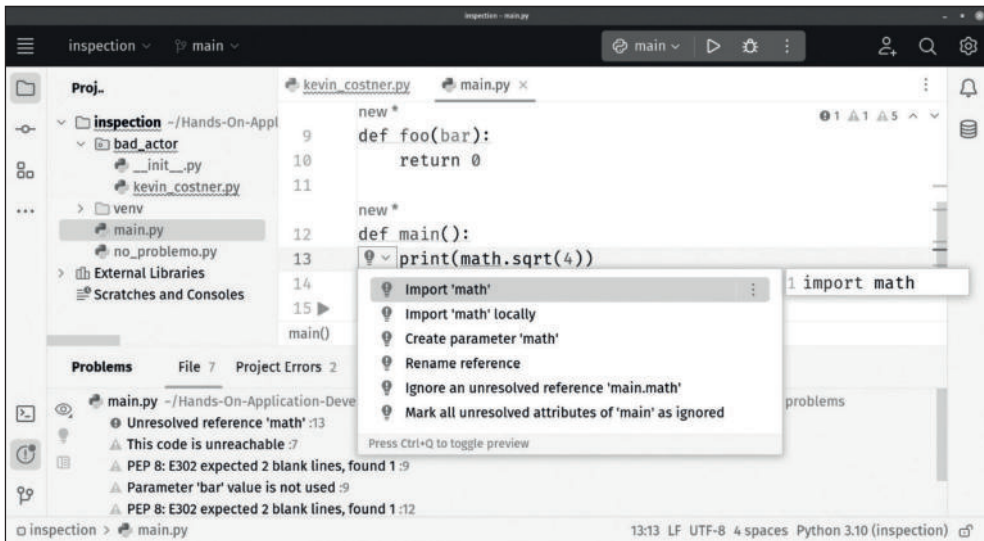 inspection – main.py
inspection main main
Proj..
kevin_costner.py main.py
inspection ~/Hands-On-Appl
bad_actor
__init__.py
kevin_costner.py
venv
main.py
no_problemo.py
External Libraries
Scratches and Consoles
1 1 5
new *
9 def foo(bar):
10 return 0
11
new *
12 def main():
13 print(math.sqrt(4))
14
15
main()
Import 'math'
Import 'math' locally
Create parameter 'math'
Rename reference
Ignore an unresolved reference 'main.math'
Mark all unresolved attributes of 'main' as ignored
Press Ctrl+Q to toggle preview
1 import math
Problems File 7 Project Errors 2
main.py ~/Hands-On-Application-Deve problems
Unresolved reference 'math' :13
This code is unreachable :7
PEP 8: E302 expected 2 blank lines, found 1 :9
Parameter 'bar' value is not used :9
PEP 8: E302 expected 2 blank lines, found 1 :12
inspection > main.py 13:13 LF UTF-8 4 spaces Python 3.10 (inspection)